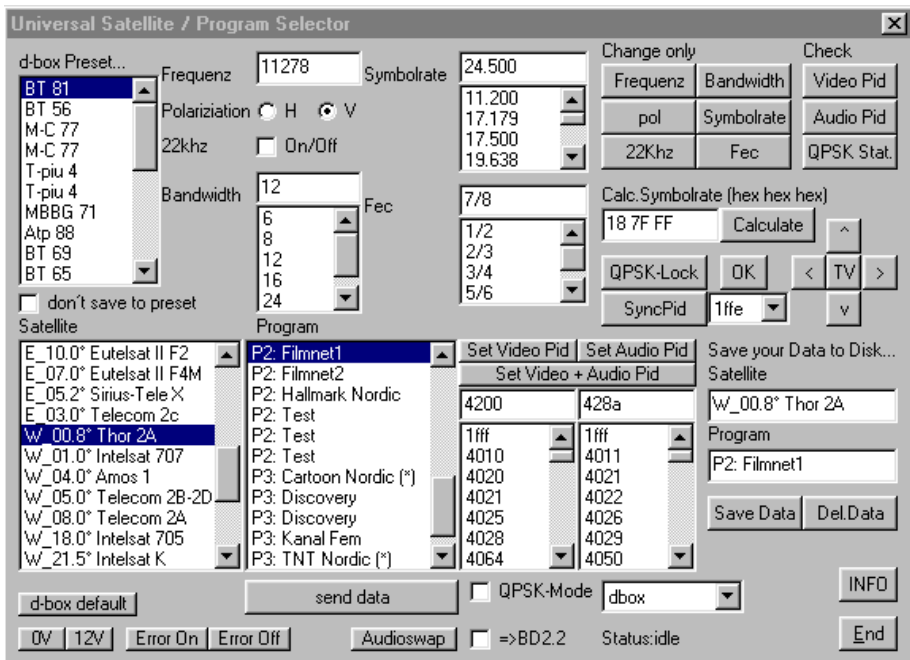 Universal Satellite / Program Selector
d-box Preset...
BT 81
BT 56
M-C 77
M-C 77
T-piu 4
T-piu 4
MBBG 71
Atp 88
BT 69
BT 65
don´t save to preset
Frequenz
11278
Polariziation
H
V
22khz
On/Off
Bandwidth
12
6
8
12
16
24
Symbolrate
24.500
11.200
17.179
17.500
19.638
Fec
7/8
1/2
2/3
3/4
5/6
Change only
Frequenz
Bandwidth
pol
Symbolrate
22Khz
Fec
Check
Video Pid
Audio Pid
QPSK Stat.
Calc.Symbolrate (hex hex hex)
18 7F FF
Calculate
QPSK-Lock
OK
SyncPid
1ffe
^
< TV >
v
Satellite
E_10.0° Eutelsat II F2
E_07.0° Eutelsat II F4M
E_05.2° Sirius-Tele X
E_03.0° Telecom 2c
W_00.8° Thor 2A
W_01.0° Intelsat 707
W_04.0° Amos 1
W_05.0° Telecom 2B-2D
W_08.0° Telecom 2A
W_18.0° Intelsat 705
W_21.5° Intelsat K
Program
P2: Filmnet1
P2: Filmnet2
P2: Hallmark Nordic
P2: Test
P2: Test
P2: Test
P3: Cartoon Nordic (*)
P3: Discovery
P3: Discovery
P3: Kanal Fem
P3: TNT Nordic (*)
Set Video Pid
Set Audio Pid
Set Video + Audio Pid
4200
1fff
4010
4020
4021
4025
4028
4064
428a
1fff
4011
4021
4022
4026
4029
4050
Save your Data to Disk...
Satellite
W_00.8° Thor 2A
Program
P2: Filmnet1
Save Data
Del.Data
d-box default
send data
QPSK-Mode
dbox
INFO
0V
12V
Error On
Error Off
Audioswap
=>BD2.2
Status:idle
End